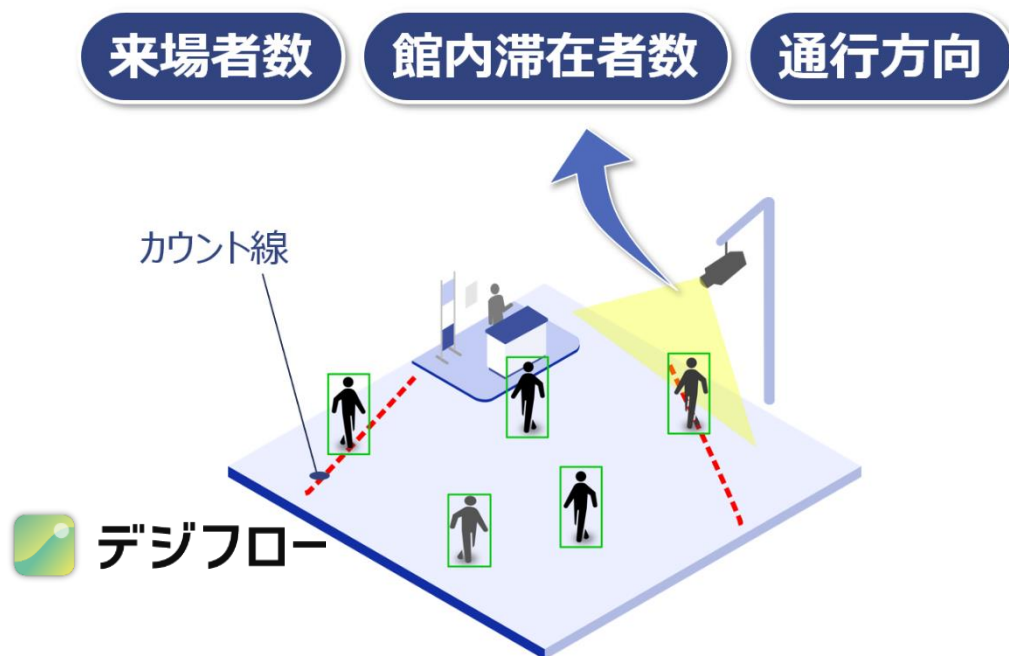 来場者数
館内滞在者数
通行方向
カウント線
デジフロー